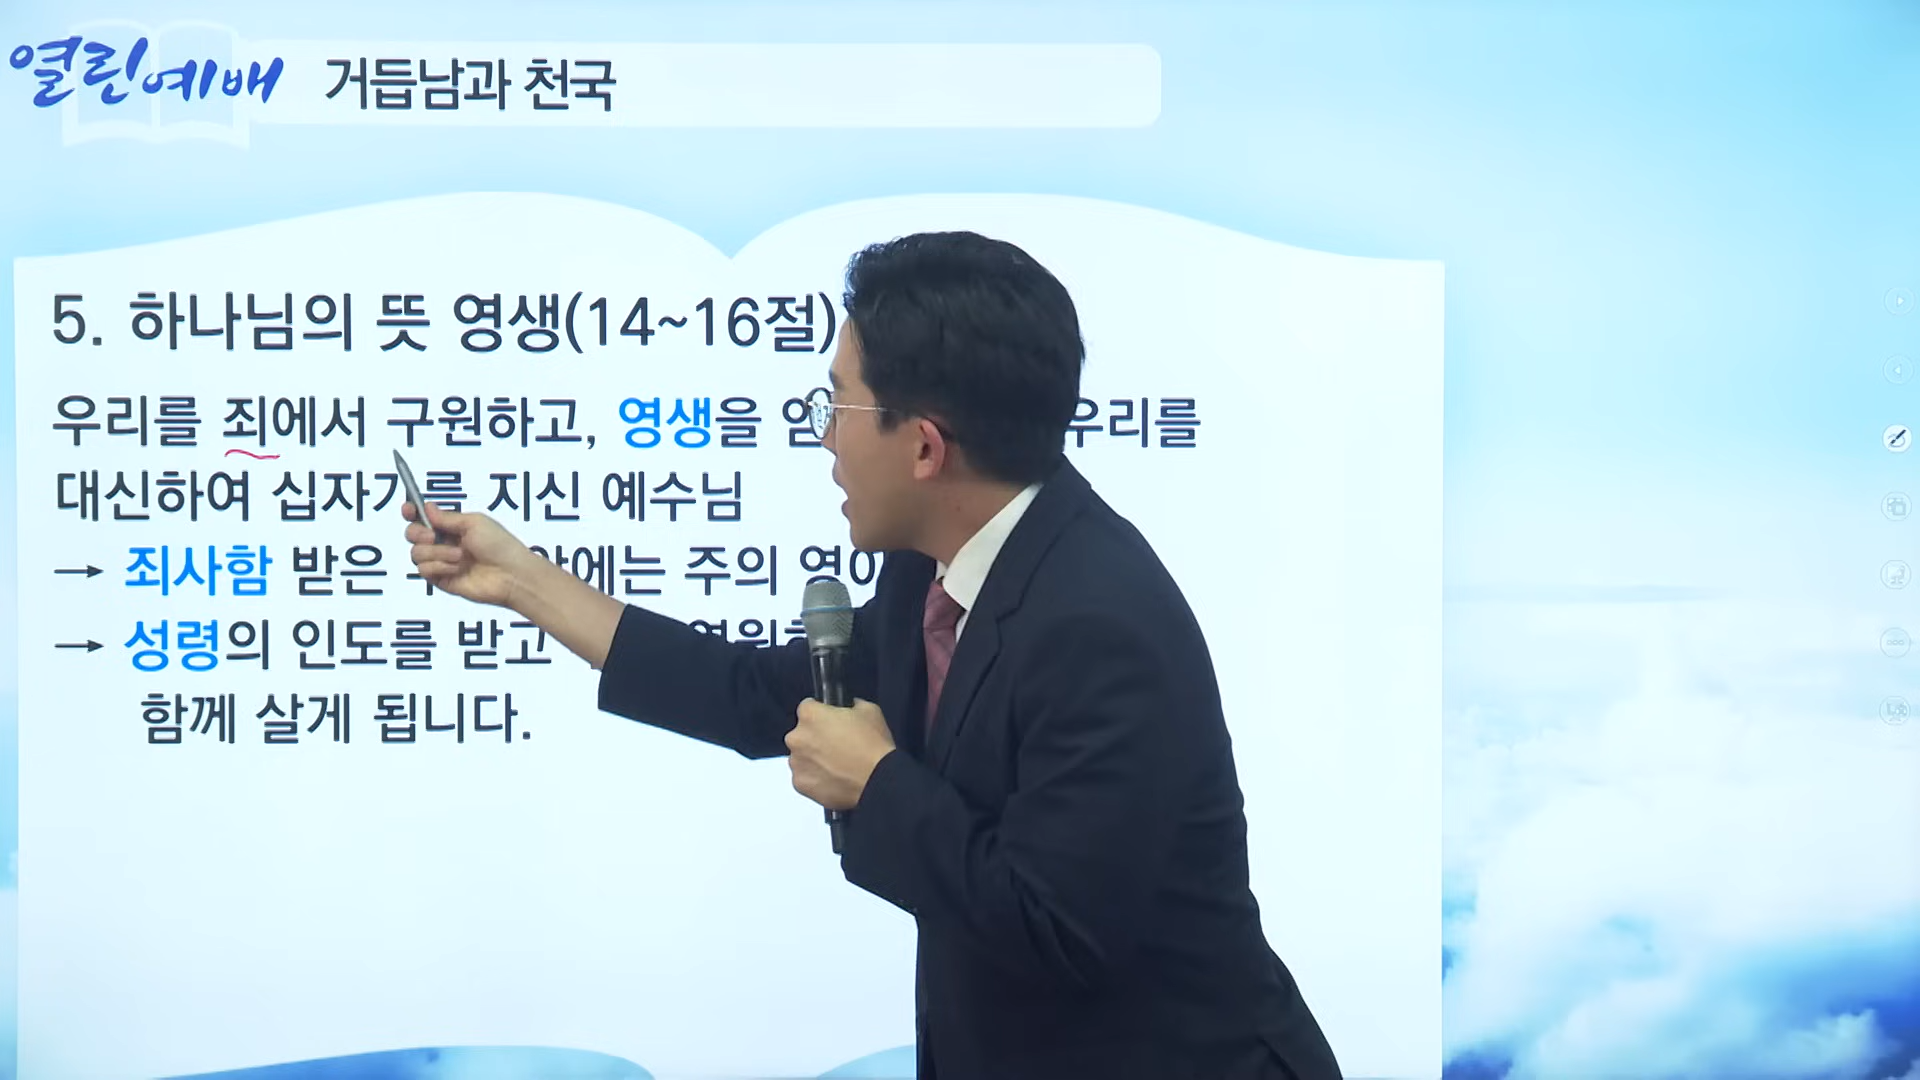 열린예배
거듭남과 천국
5. 하나님의 뜻 영생(14~16절)
우리를 죄에서 구원하고, 영생을 우리를
대신하여 십자가를 지신 예수님
→ 죄사함 받은 주의
→ 성령의 인도를 받고
함께 살게 됩니다.